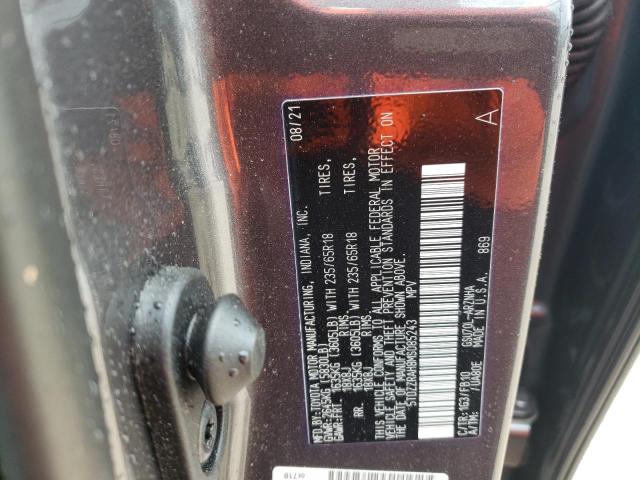 MFD.BY:TOYOTA MOTOR MANUFACTURING, INDIANA, INC. 08/21
GAWR:FRT. 1635KG (3605LB) WITH 235/65R18 TIRES,
18X8J RIMS,
RR. 1635KG (3605LB) WITH 235/65R18 TIRES,
18X8J RIMS,
THIS VEHICLE CONFORMS TO ALL APPLICABLE FEDERAL MOTOR
VEHICLE SAFETY AND THEFT PREVENTION STANDARDS IN EFFECT ON
THE DATE OF MANUFACTURE SHOWN ABOVE.
MPV
C/TR:1G3/FB10 GSU70L-
A/TM: MADE IN U.S.A. 869
A